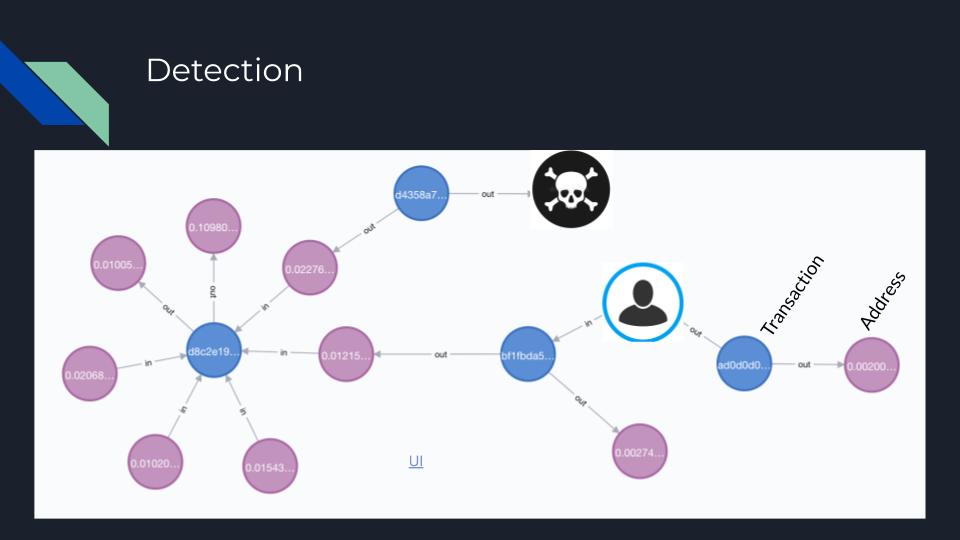 Detection
d4358a7...
out
out
0.10980...
0.01005...
0.02276...
out
out
in
in
out
Transaction
Address
d8c2e19...
in
0.01215...
out
bf1fbda5...
ad0d0d0...
out
0.00200...
0.02068...
in
in
in
out
0.01020...
0.01543...
UI
0.00274...